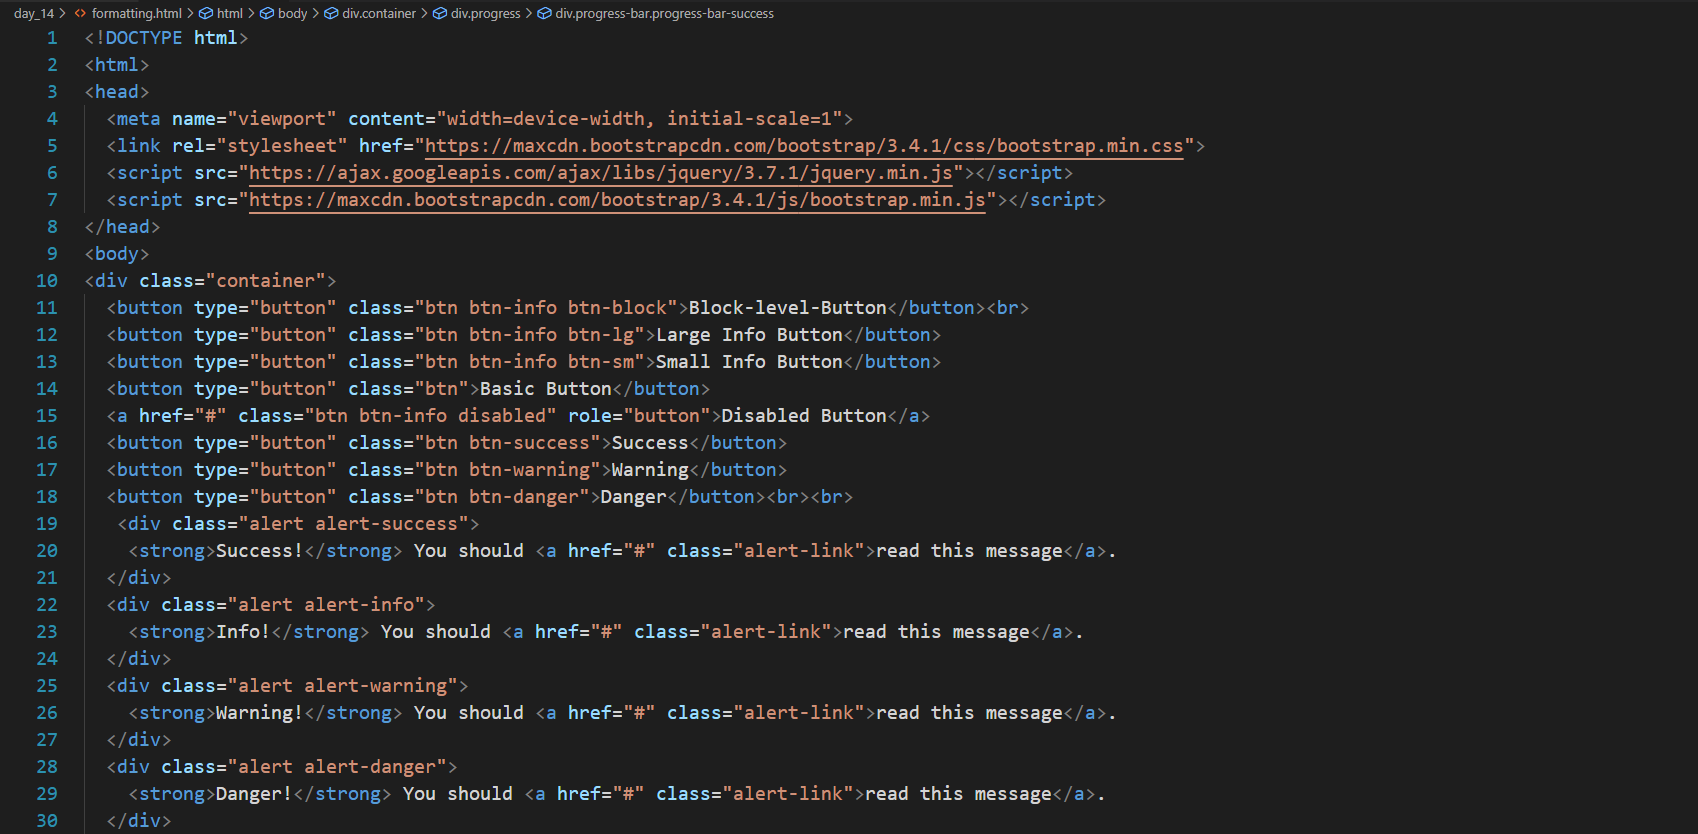 day_14 > <> formatting.html > html > body > div.container > div.progress > div.progress-bar.progress-bar-success
1 <!DOCTYPE html>
2 <html>
3 <head>
4   <meta name="viewport" content="width=device-width, initial-scale=1">
5   <link rel="stylesheet" href="https://maxcdn.bootstrapcdn.com/bootstrap/3.4.1/css/bootstrap.min.css">
6   <script src="https://ajax.googleapis.com/ajax/libs/jquery/3.7.1/jquery.min.js"></script>
7   <script src="https://maxcdn.bootstrapcdn.com/bootstrap/3.4.1/js/bootstrap.min.js"></script>
8 </head>
9 <body>
10 <div class="container">
11   <button type="button" class="btn btn-info btn-block">Block-level-Button</button><br>
12   <button type="button" class="btn btn-info btn-lg">Large Info Button</button>
13   <button type="button" class="btn btn-info btn-sm">Small Info Button</button>
14   <button type="button" class="btn">Basic Button</button>
15   <a href="#" class="btn btn-info disabled" role="button">Disabled Button</a>
16   <button type="button" class="btn btn-success">Success</button>
17   <button type="button" class="btn btn-warning">Warning</button>
18   <button type="button" class="btn btn-danger">Danger</button><br><br>
19    <div class="alert alert-success">
20     <strong>Success!</strong> You should <a href="#" class="alert-link">read this message</a>.
21   </div>
22   <div class="alert alert-info">
23     <strong>Info!</strong> You should <a href="#" class="alert-link">read this message</a>.
24   </div>
25   <div class="alert alert-warning">
26     <strong>Warning!</strong> You should <a href="#" class="alert-link">read this message</a>.
27   </div>
28   <div class="alert alert-danger">
29     <strong>Danger!</strong> You should <a href="#" class="alert-link">read this message</a>.
30   </div>